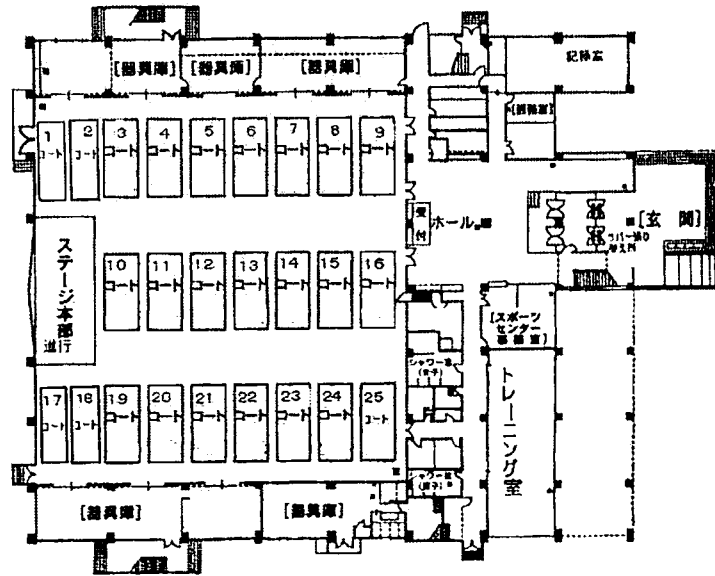 [器具庫]
[器具庫]
[器具庫]
1
コート
2
コート
3
コート
4
コート
5
コート
6
コート
7
コート
8
コート
9
コート
受付
ホール
[玄関]
ステージ本部
進行
10
コート
11
コート
12
コート
13
コート
14
コート
15
コート
16
コート
[スポーツ
センター
事務室]
シャワー室
(女子)
トレーニング室
17
コート
18
コート
19
コート
20
コート
21
コート
22
コート
23
コート
24
コート
25
コート
シャワー室
[器具庫]
[器具庫]